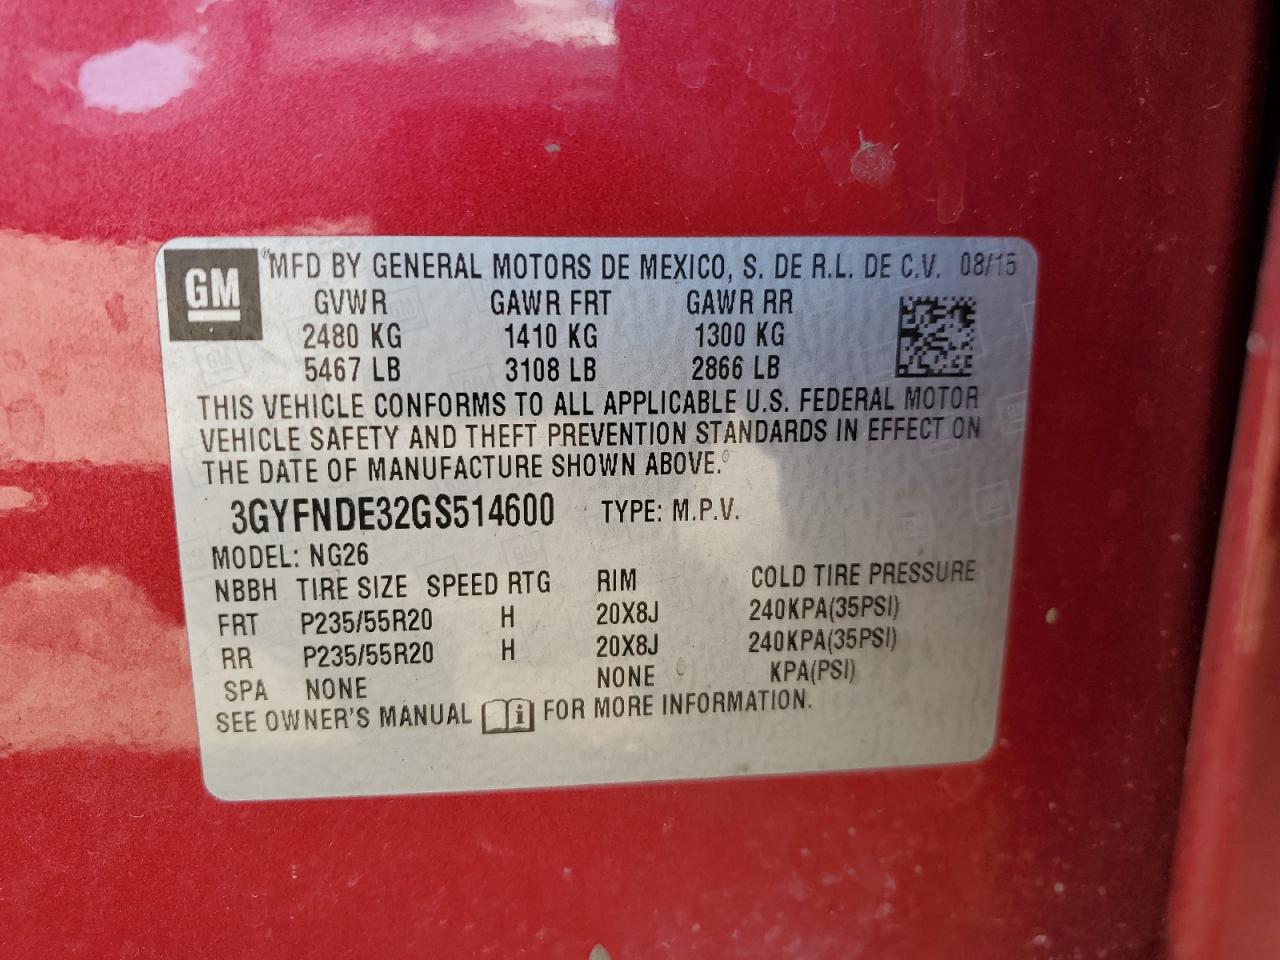 GM
®MFD BY GENERAL MOTORS DE MEXICO, S. DE R.L. DE C.V. 08/15
GVWR GAWR FRT GAWR RR
2480 KG 1410 KG 1300 KG
5467 LB 3108 LB 2866 LB
THIS VEHICLE CONFORMS TO ALL APPLICABLE U.S. FEDERAL MOTOR
VEHICLE SAFETY AND THEFT PREVENTION STANDARDS IN EFFECT ON
THE DATE OF MANUFACTURE SHOWN ABOVE.
3GYFNDE32GS514600 TYPE: M.P.V.
MODEL: NG26
NBBH TIRE SIZE SPEED RTG RIM COLD TIRE PRESSURE
FRT P235/55R20 H 20X8J 240KPA(35PSI)
RR P235/55R20 H 20X8J 240KPA(35PSI)
SPA NONE NONE KPA(PSI)
SEE OWNER'S MANUAL i FOR MORE INFORMATION.